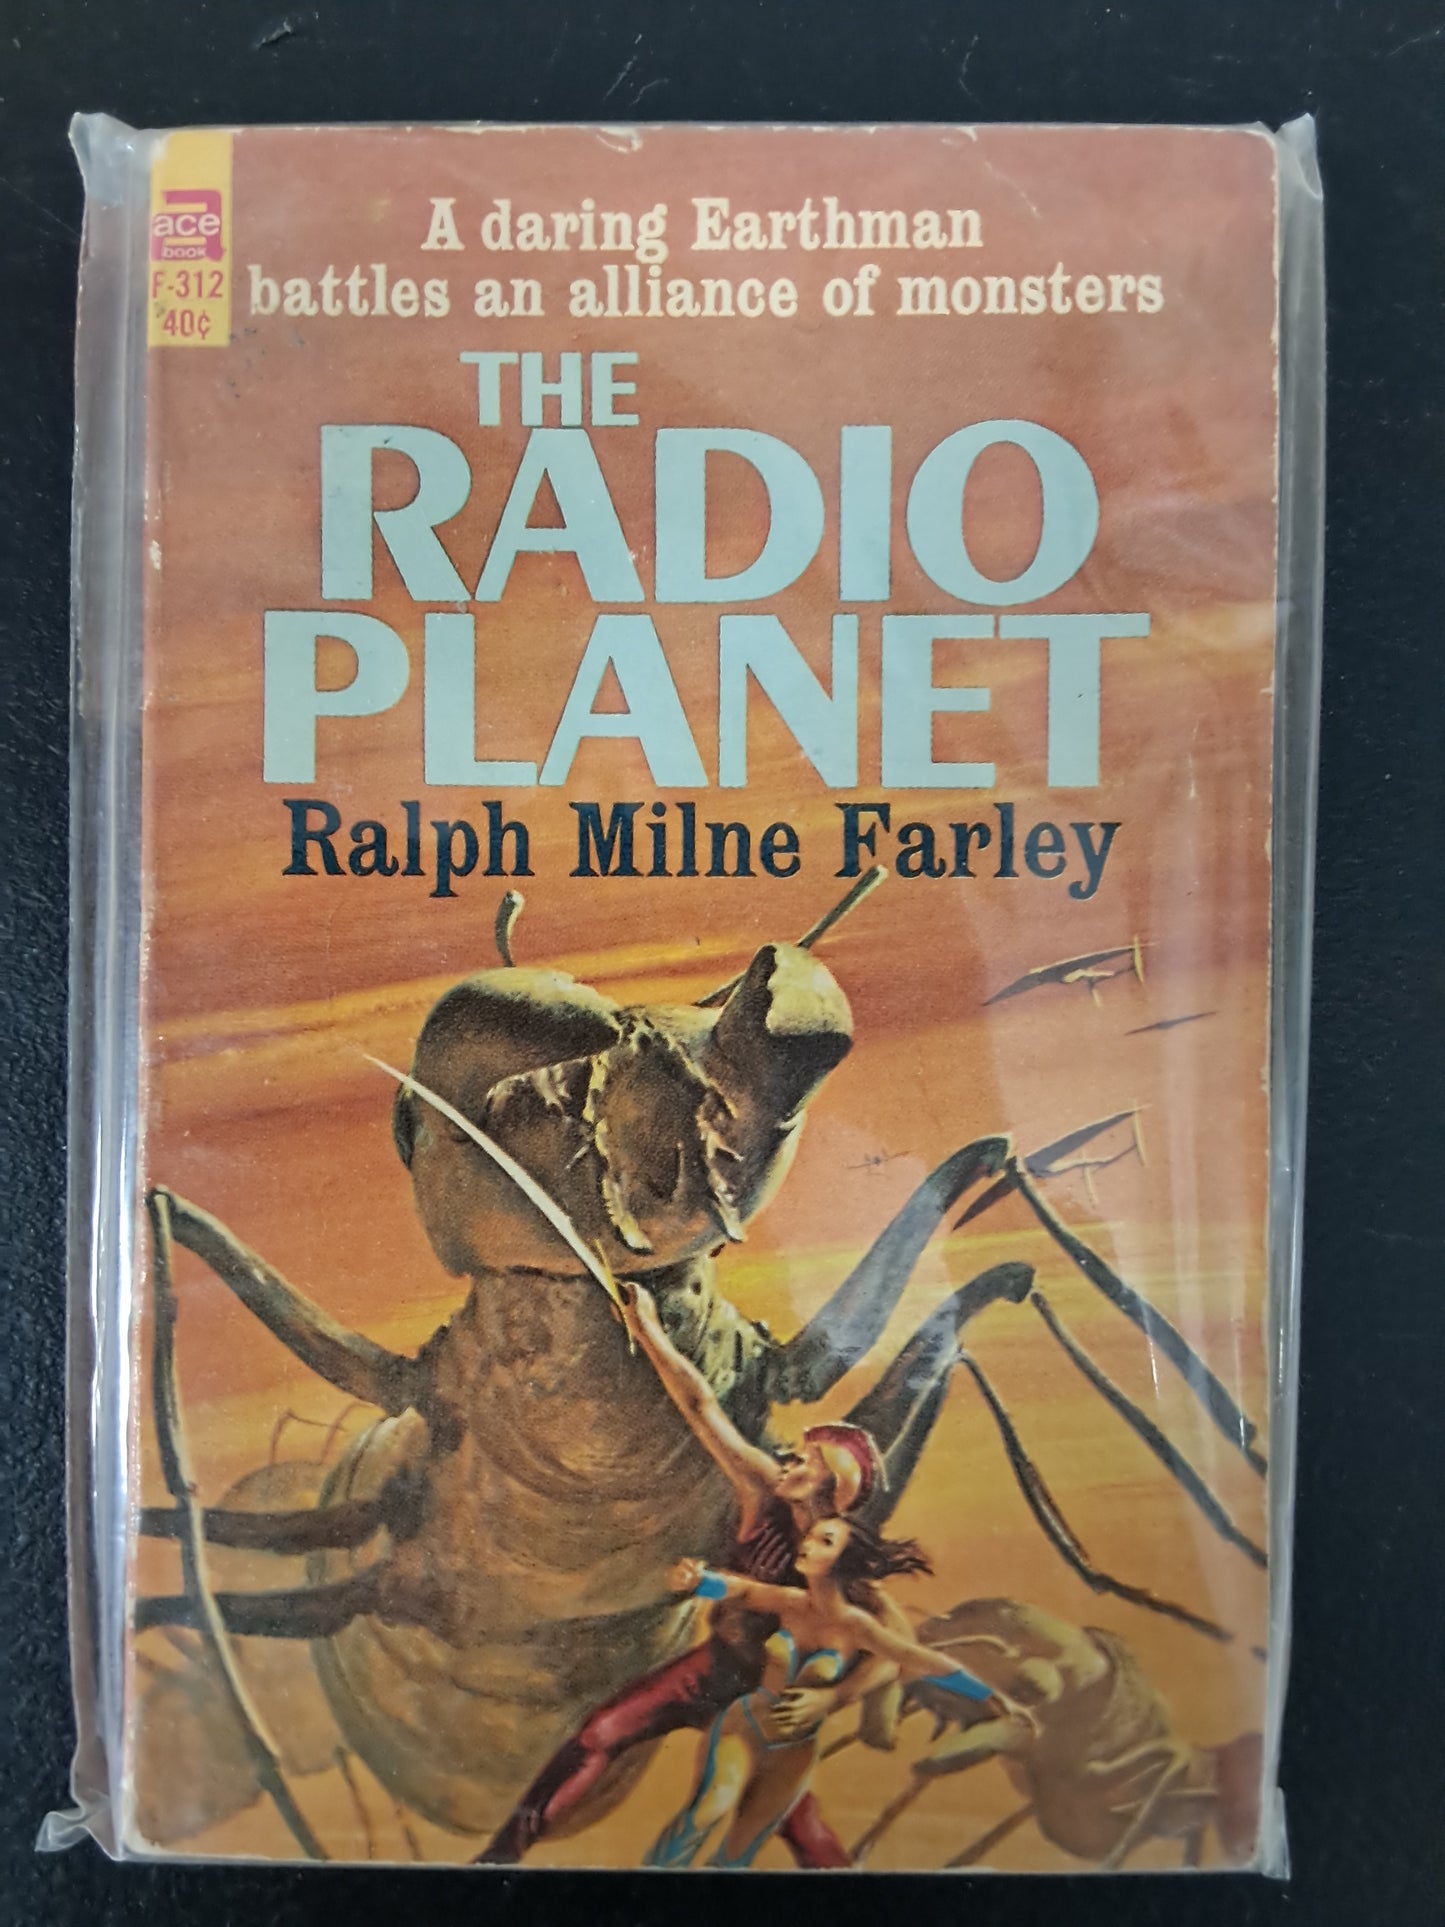 ace
book
F-312
40¢
A daring Earthman
battles an alliance of monsters
THE
RADIO
PLANET
Ralph Milne Farley